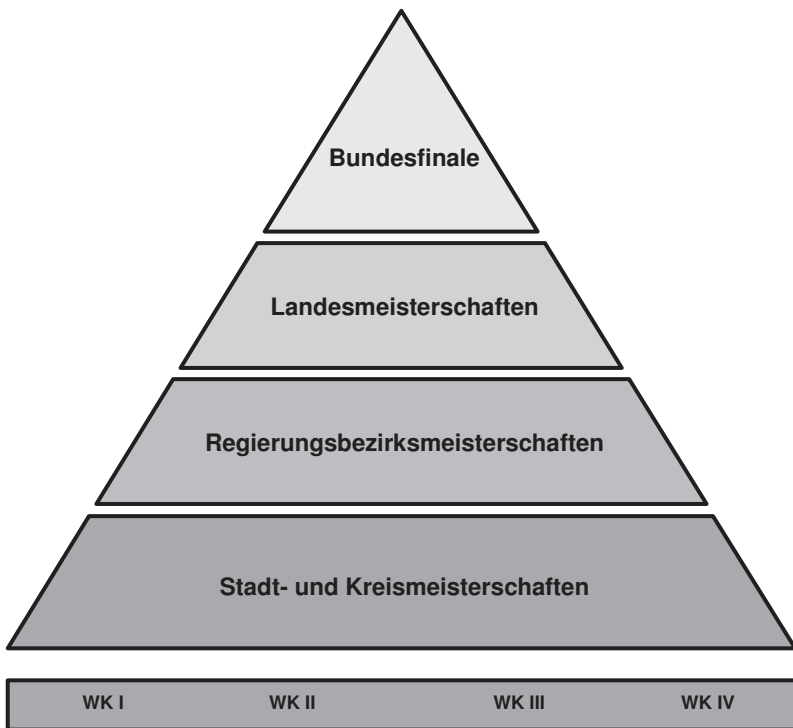 Bundesfinale
Landesmeisterschaften
Regierungsbezirksmeisterschaften
Stadt- und Kreismeisterschaften
WK I WK II WK III WK IV